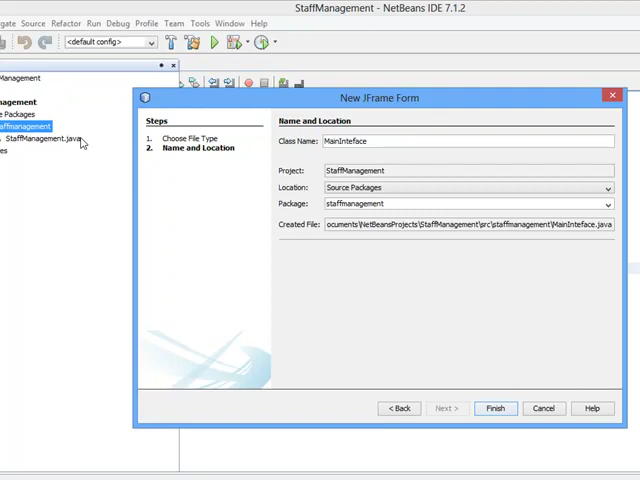 StaffManagement - NetBeans IDE 7.1.2
gate Source Refactor Run Debug Profile Team Tools Window Help
<default config>
Management
New JFrame Form
anagement
e Packages
affmanagement
StaffManagement.java
es
Steps
1. Choose File Type
2. Name and Location
Name and Location
Class Name: MainInteface
Project: StaffManagement
Location: Source Packages
Package: staffmanagement
Created File: ocuments\NetBeansProjects\StaffManagement\src\staffmanagement\MainInteface.java
< Back Next > Finish Cancel Help